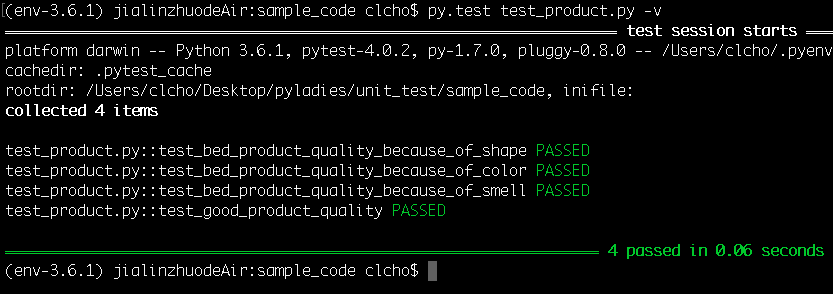 (env-3.6.1) jialinzhuodeAir:sample_code clcho$ py.test test_product.py -v
test session starts
platform darwin -- Python 3.6.1, pytest-4.0.2, py-1.7.0, pluggy-0.8.0 -- /Users/clcho/.pyenv
cachedir: .pytest_cache
rootdir: /Users/clcho/Desktop/pyladies/unit_test/sample_code, inifile:
collected 4 items
test_product.py::test_bed_product_quality_because_of_shape PASSED
test_product.py::test_bed_product_quality_because_of_color PASSED
test_product.py::test_bed_product_quality_because_of_smell PASSED
test_product.py::test_good_product_quality PASSED
4 passed in 0.06 seconds
(env-3.6.1) jialinzhuodeAir:sample_code clcho$